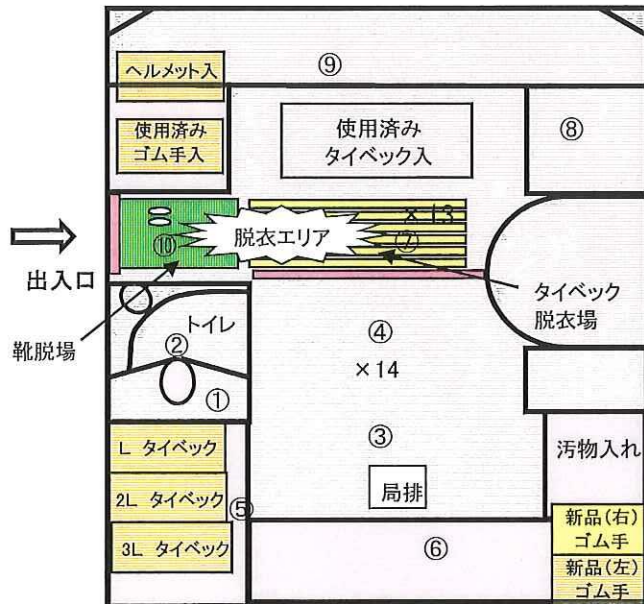 ⑨
ヘルメット入
使用済み
ゴム手入
使用済み
タイベック入
⑧
×13
⑩
脱衣エリア
⑦
出入口
タイベック
脱衣場
靴脱場
トイレ
②
①
④
×14
③
局排
L タイベック
2L タイベック
3L タイベック
⑤
⑥
汚物入れ
新品(右)
ゴム手
新品(左)
ゴム手